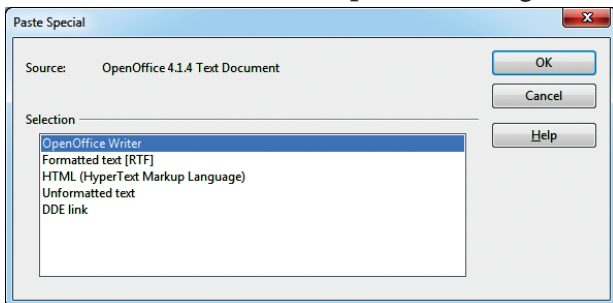 Paste Special
Source: OpenOffice 4.1.4 Text Document
OK
Cancel
Help
Selection
OpenOffice Writer
Formatted text [RTF]
HTML (HyperText Markup Language)
Unformatted text
DDE link